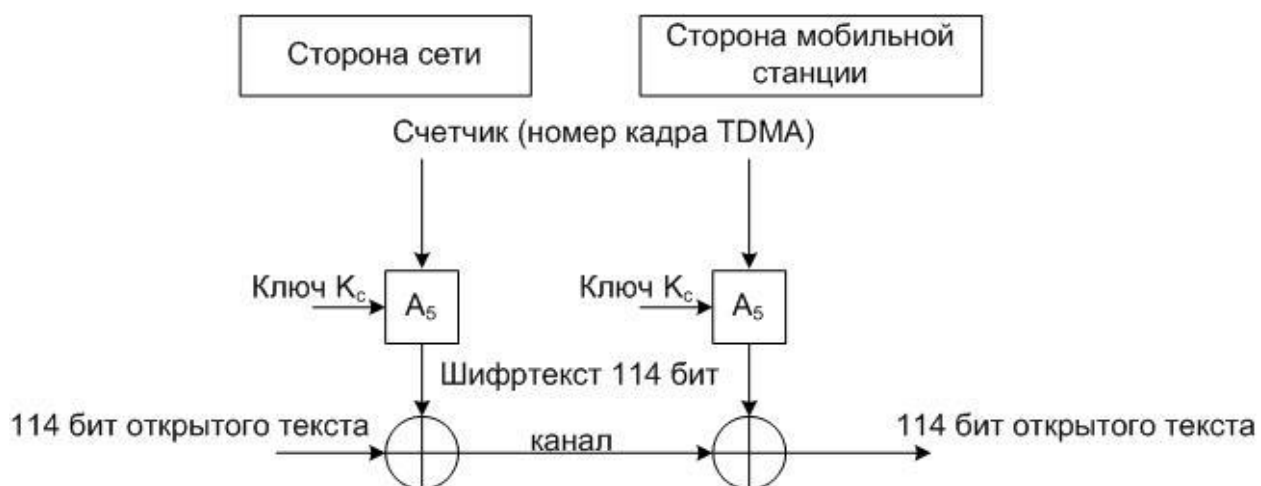 Сторона сети
Сторона мобильной
станции
Счетчик (номер кадра TDMA)
Ключ Kc
A5
Ключ Kc
A5
Шифртекст 114 бит
114 бит открытого текста
канал
114 бит открытого текста